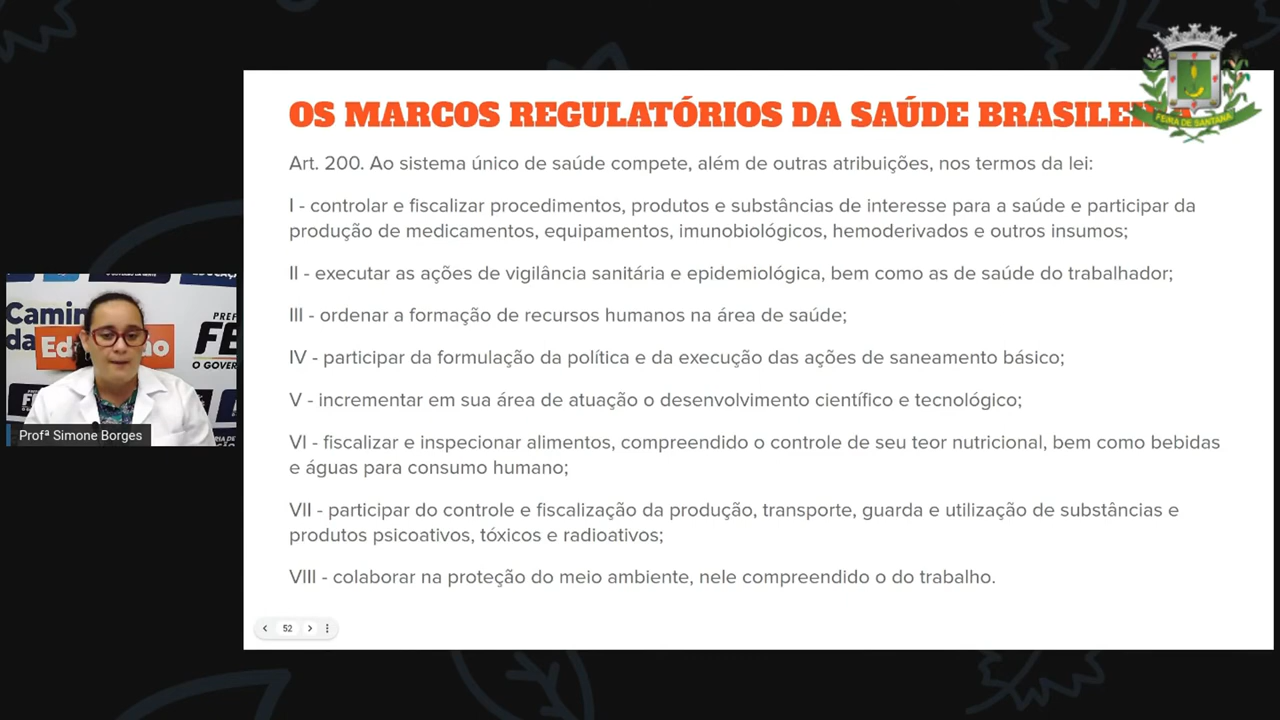 OS MARCOS REGULATÓRIOS DA SAÚDE
FEIRA DE SANTANA
Art. 200. Ao sistema único de saúde compete, além de outras atribuições, nos termos da lei:
I - controlar e fiscalizar procedimentos, produtos e substâncias de interesse para a saúde e participar da
produção de medicamentos, equipamentos, imunobiológicos, hemoderivados e outros insumos;
II - executar as ações de vigilância sanitária e epidemiológica, bem como as de saúde do trabalhador;
III - ordenar a formação de recursos humanos na área de saúde;
IV - participar da formulação da política e da execução das ações de saneamento básico;
V - incrementar em sua área de atuação o desenvolvimento científico e tecnológico;
VI - fiscalizar e inspecionar alimentos, compreendido o controle de seu teor nutricional, bem como bebidas
e águas para consumo humano;
VII - participar do controle e fiscalização da produção, transporte, guarda e utilização de substâncias e
produtos psicoativos, tóxicos e radioativos;
VIII - colaborar na proteção do meio ambiente, nele compreendido o do trabalho.
52
Profª Simone Borges